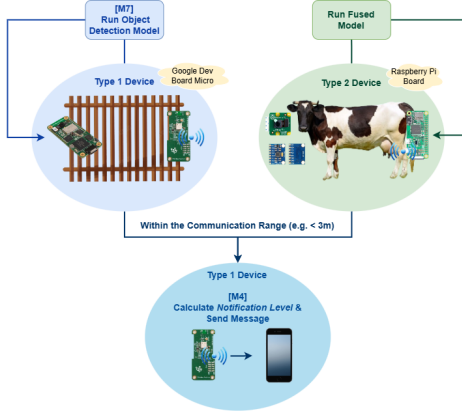 [M7]
Run Object
Detection Model
Run Fused
Model
Type 1 Device
Google Dev
Board Micro
Type 2 Device
Raspberry Pi
Board
Within the Communication Range (e.g. < 3m)
Type 1 Device
[M4]
Calculate Notification Level &
Send Message